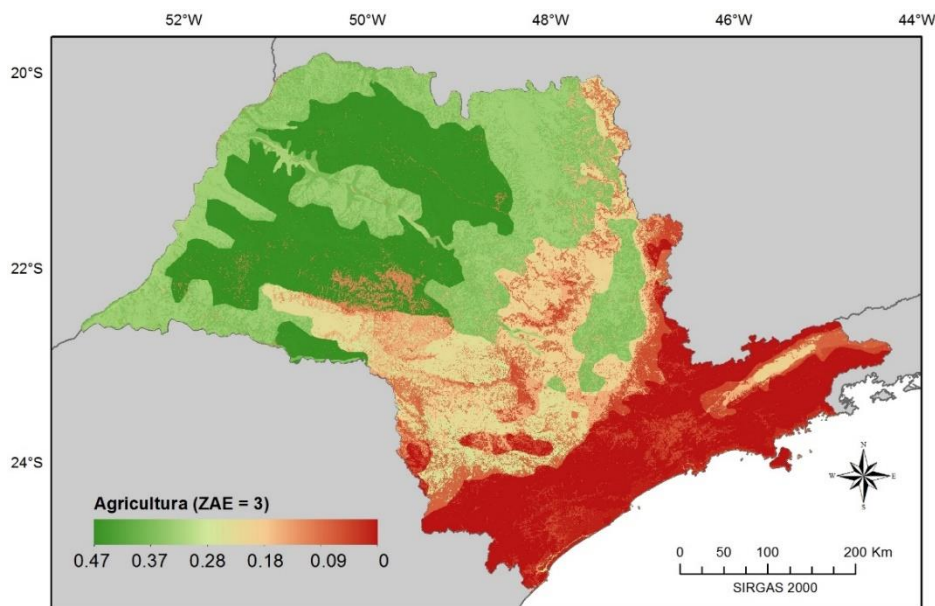 52°W 50°W 48°W 46°W 44°W
20°S
22°S
24°S
Agricultura (ZAE = 3)
0.47 0.37 0.28 0.18 0.09 0
N
W E
S
0 50 100 200 Km
SIRGAS 2000